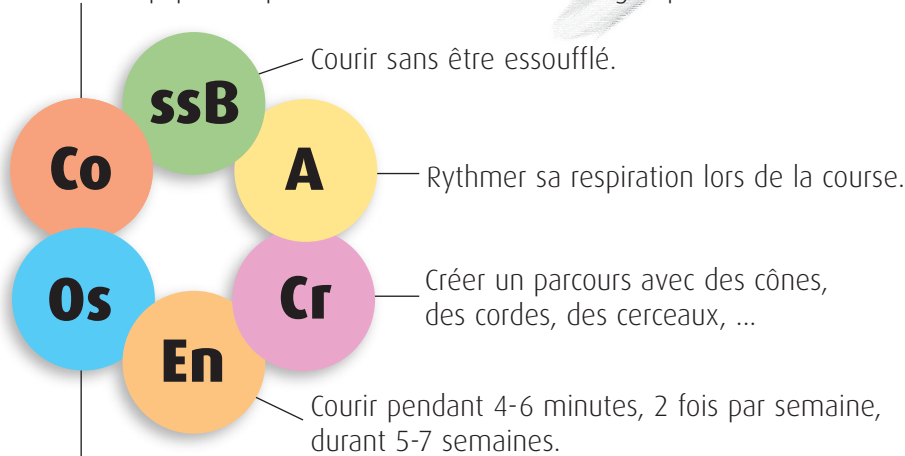 ssB
Courir sans être essoufflé.
Co
A
Rythmer sa respiration lors de la course.
Os
Cr
Créer un parcours avec des cônes,
des cordes, des cerceaux, ...
En
Courir pendant 4-6 minutes, 2 fois par semaine,
durant 5-7 semaines.